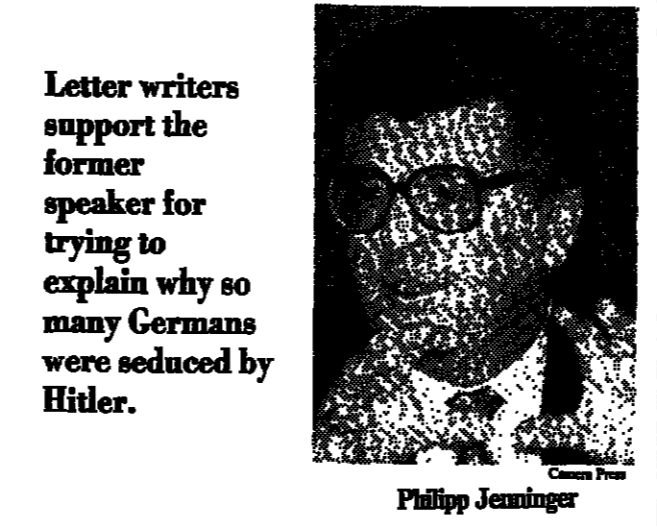 Letter writers
support the
former
speaker for
trying to
explain why so
many Germans
were seduced by
Hitler.
Camera Press
Philipp Jenninger